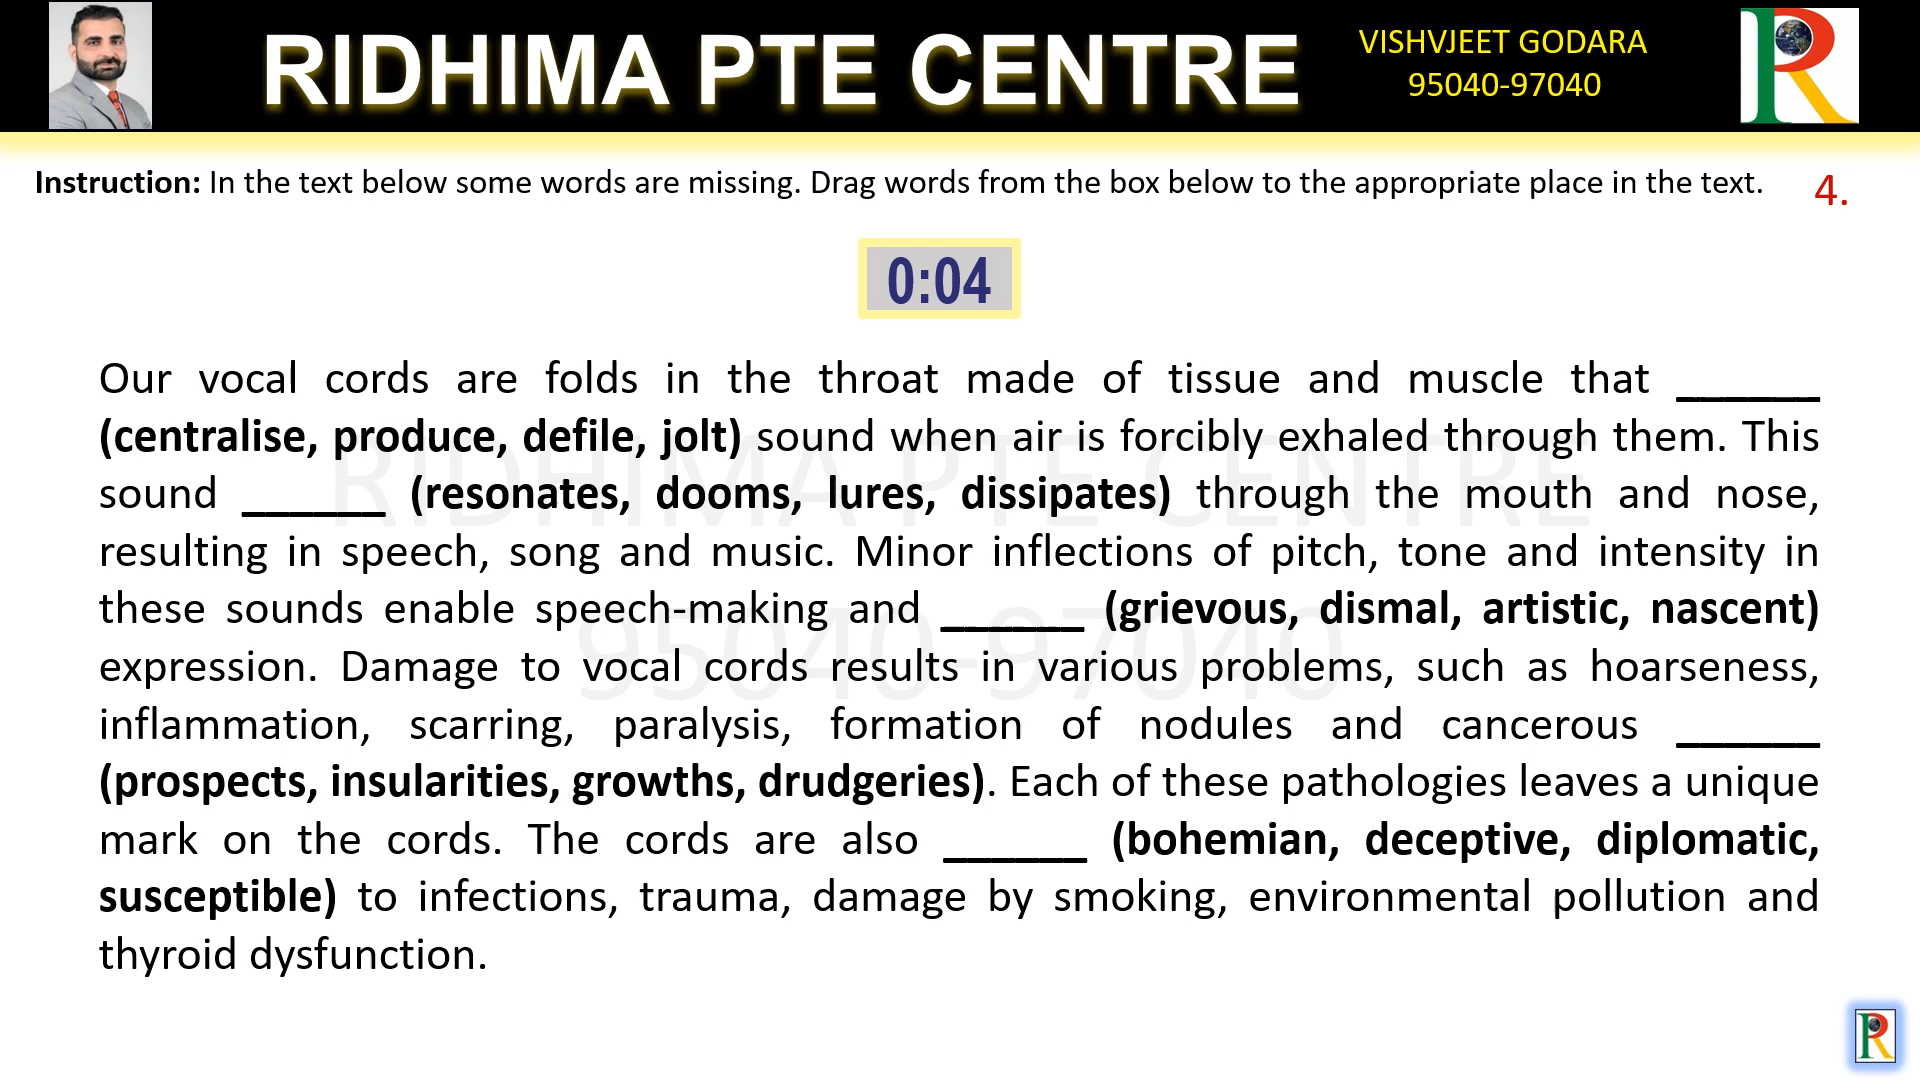 RIDHIMA PTE CENTRE
VISHVJEET GODARA
95040-97040
R
Instruction: In the text below some words are missing. Drag words from the box below to the appropriate place in the text.
4.
0:04
Our vocal cords are folds in the throat made of tissue and muscle that ______
(centralise, produce, defile, jolt) sound when air is forcibly exhaled through them. This
sound ______ (resonates, dooms, lures, dissipates) through the mouth and nose,
resulting in speech, song and music. Minor inflections of pitch, tone and intensity in
these sounds enable speech-making and ______ (grievous, dismal, artistic, nascent)
expression. Damage to vocal cords results in various problems, such as hoarseness,
inflammation, scarring, paralysis, formation of nodules and cancerous ______
(prospects, insularities, growths, drudgeries). Each of these pathologies leaves a unique
mark on the cords. The cords are also ______ (bohemian, deceptive, diplomatic,
susceptible) to infections, trauma, damage by smoking, environmental pollution and
thyroid dysfunction.
RIDHIMA PTE CENTRE
95040-97040
R